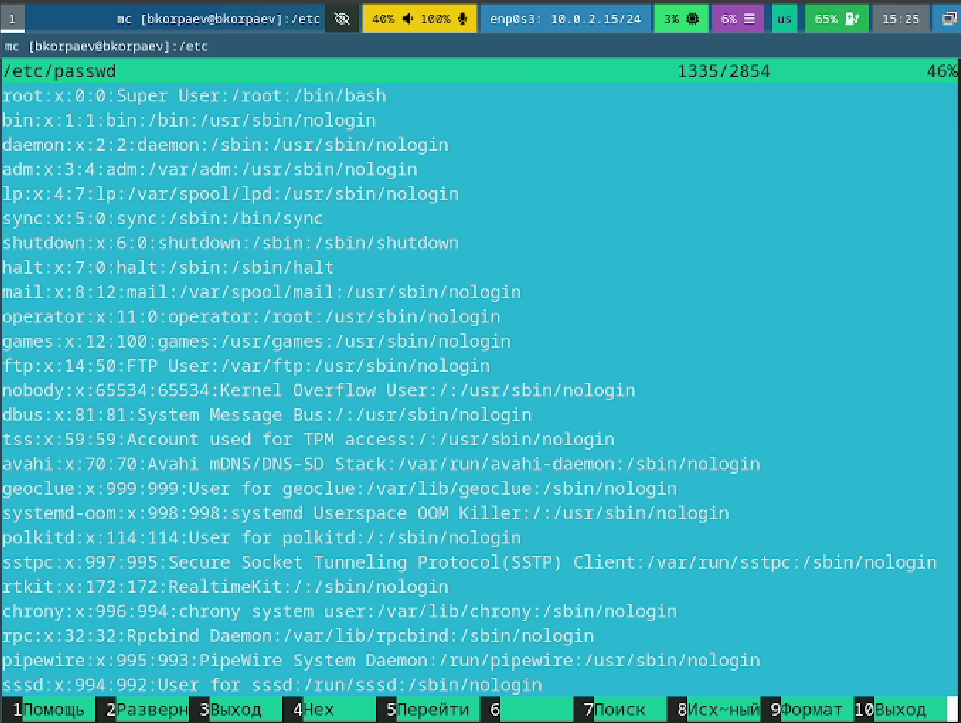 1 mc [bkorpaev@bkorpaev]:/etc 40% 100% enp0s3: 10.0.2.15/24 3% 6% us 65% 15:25
mc [bkorpaev@bkorpaev]:/etc
/etc/passwd 1335/2854 46%
root:x:0:0:Super User:/root:/bin/bash
bin:x:1:1:bin:/bin:/usr/sbin/nologin
daemon:x:2:2:daemon:/sbin:/usr/sbin/nologin
adm:x:3:4:adm:/var/adm:/usr/sbin/nologin
lp:x:4:7:lp:/var/spool/lpd:/usr/sbin/nologin
sync:x:5:0:sync:/sbin:/bin/sync
shutdown:x:6:0:shutdown:/sbin:/sbin/shutdown
halt:x:7:0:halt:/sbin:/sbin/halt
mail:x:8:12:mail:/var/spool/mail:/usr/sbin/nologin
operator:x:11:0:operator:/root:/usr/sbin/nologin
games:x:12:100:games:/usr/games:/usr/sbin/nologin
ftp:x:14:50:FTP User:/var/ftp:/usr/sbin/nologin
nobody:x:65534:65534:Kernel Overflow User:/:/usr/sbin/nologin
dbus:x:81:81:System Message Bus:/:/usr/sbin/nologin
tss:x:59:59:Account used for TPM access:/:/usr/sbin/nologin
avahi:x:70:70:Avahi mDNS/DNS-SD Stack:/var/run/avahi-daemon:/sbin/nologin
geoclue:x:999:999:User for geoclue:/var/lib/geoclue:/sbin/nologin
systemd-oom:x:998:998:systemd Userspace OOM Killer:/:/usr/sbin/nologin
polkitd:x:114:114:User for polkitd:/:/sbin/nologin
sstpc:x:997:995:Secure Socket Tunneling Protocol(SSTP) Client:/var/run/sstpc:/sbin/nologin
rtkit:x:172:172:RealtimeKit:/:/sbin/nologin
chrony:x:996:994:chrony system user:/var/lib/chrony:/sbin/nologin
rpc:x:32:32:Rpcbind Daemon:/var/lib/rpcbind:/sbin/nologin
pipewire:x:995:993:PipeWire System Daemon:/run/pipewire:/usr/sbin/nologin
sssd:x:994:992:User for sssd:/run/sssd:/sbin/nologin
1Помощь 2Разверн 3Выход 4Hex 5Перейти 6 7Поиск 8Исх~ный 9Формат 10Выход